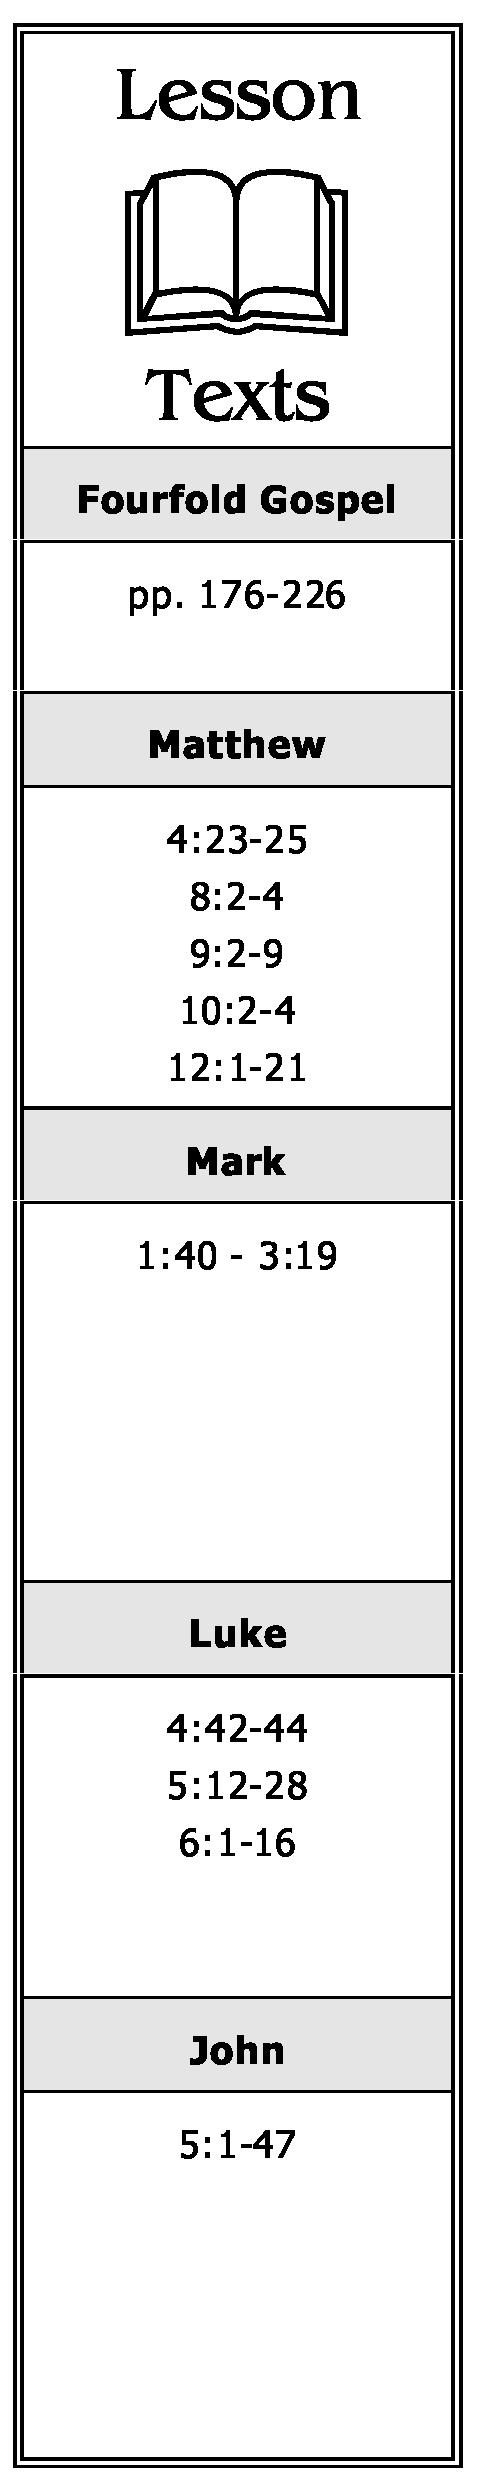 Lesson
Texts
Fourfold Gospel
pp. 176-226
Matthew
4:23-25
8:2-4
9:2-9
10:2-4
12:1-21
Mark
1:40 - 3:19
Luke
4:42-44
5:12-28
6:1-16
John
5:1-47